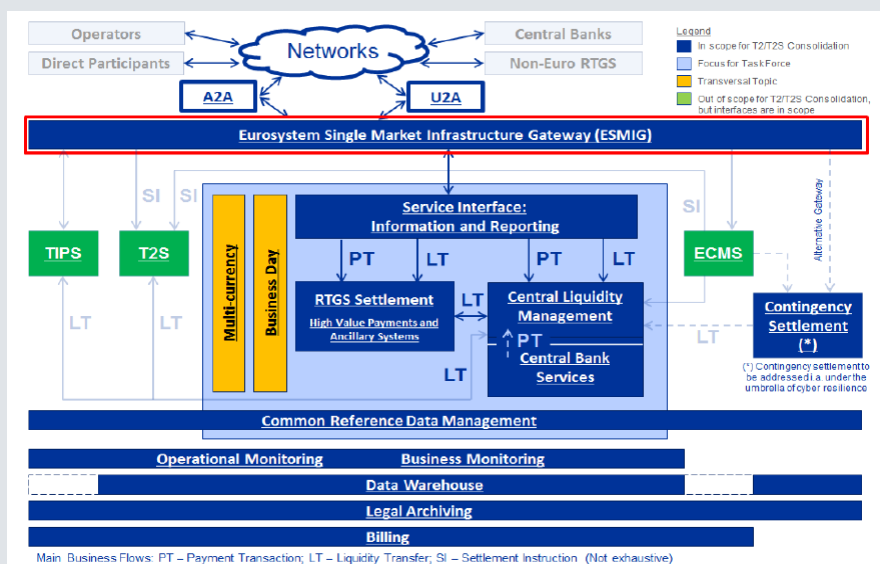 Operators
Direct Participants
Networks
Central Banks
Non-Euro RTGS
Legend
In scope for T2/T2S Consolidation
Focus for Task Force
Transversal Topic
Out of scope for T2/T2S Consolidation,
but interfaces are in scope
A2A
U2A
Eurosystem Single Market Infrastructure Gateway (ESMIG)
SI
SI
SI
Alternative Gateway
Service Interface:
Information and Reporting
TIPS
T2S
ECMS
Multi-currency
Business Day
PT
LT
PT
LT
RTGS Settlement
High Value Payments and
Ancillary Systems
LT
Central Liquidity
Management
PT
Central Bank
Services
Contingency
Settlement
(*)
LT
LT
LT
LT
(*) Contingency settlement to
be addressed i.a. under the
umbrella of cyber resilience
Common Reference Data Management
Operational Monitoring
Business Monitoring
Data Warehouse
Legal Archiving
Billing
Main Business Flows: PT – Payment Transaction; LT – Liquidity Transfer; SI – Settlement Instruction (Not exhaustive)